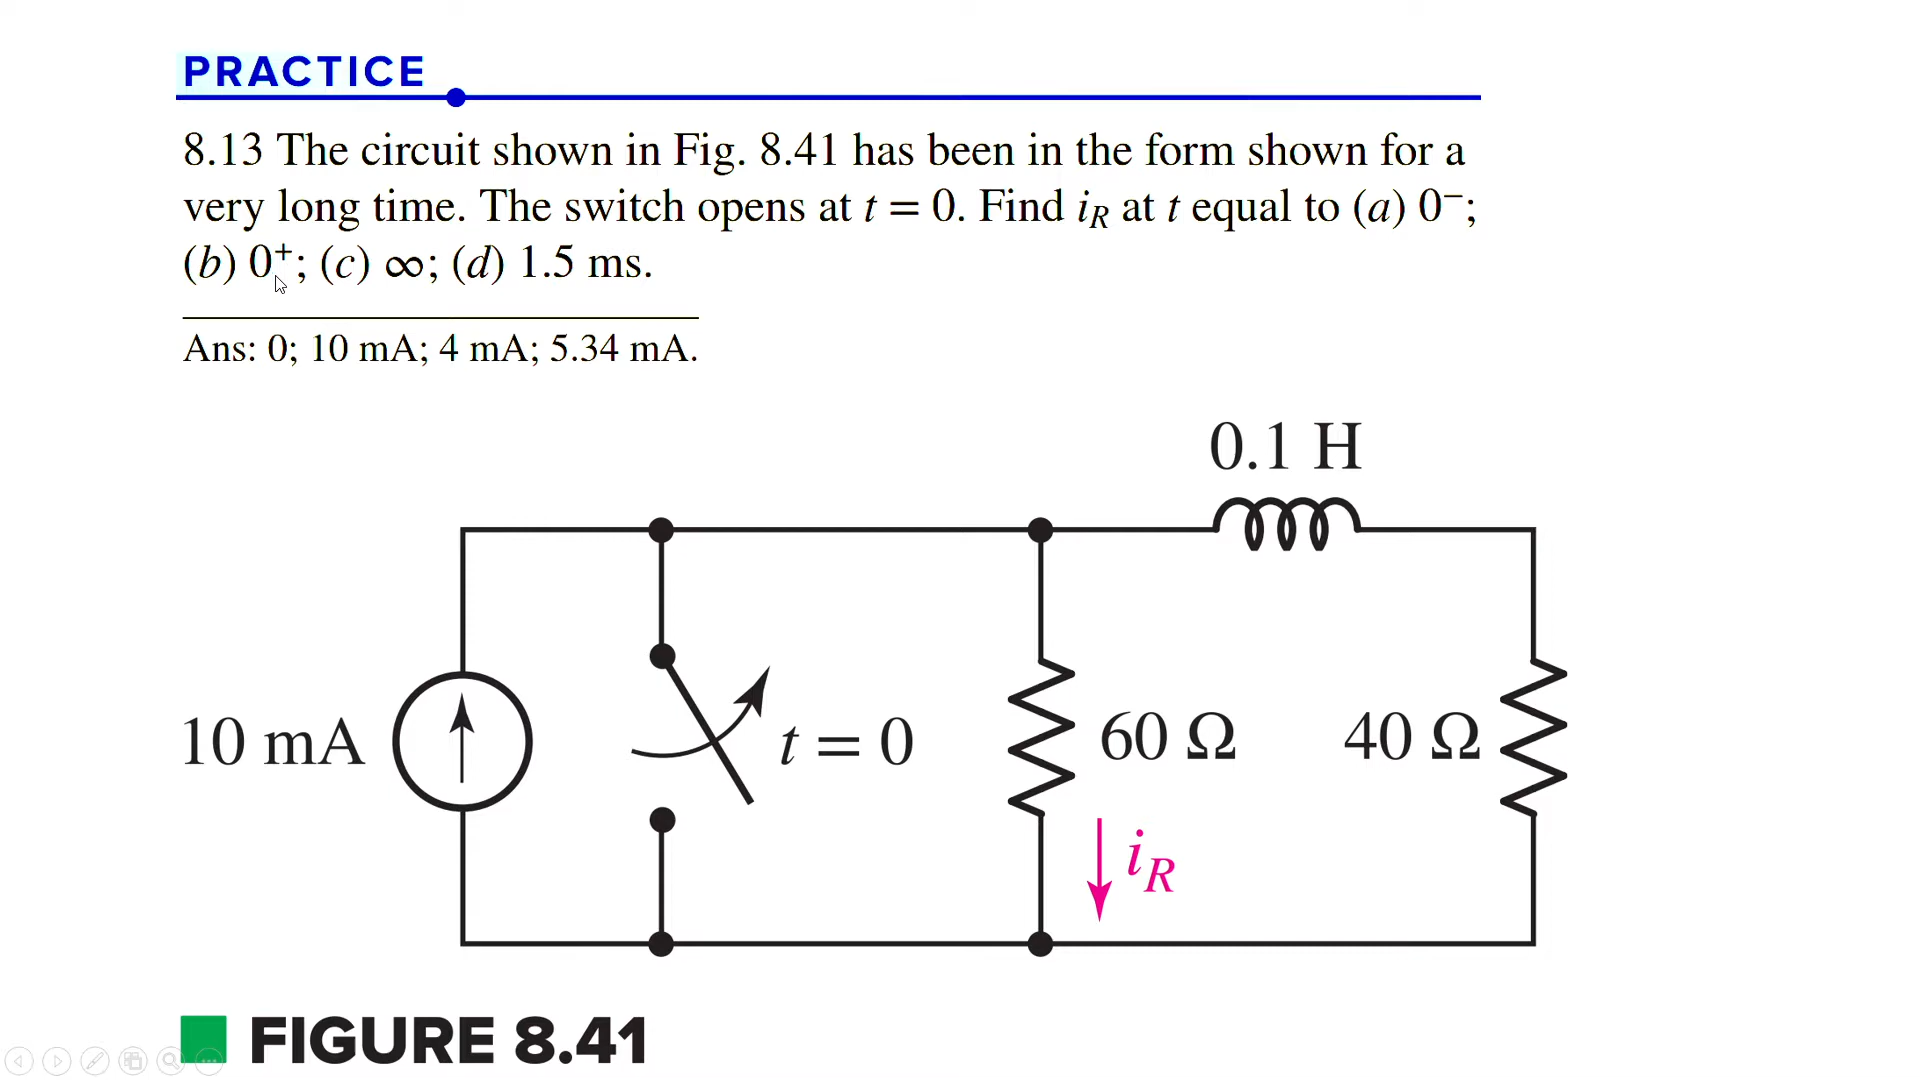 PRACTICE
8.13 The circuit shown in Fig. 8.41 has been in the form shown for a
very long time. The switch opens at t = 0. Find iR at t equal to (a) 0⁻;
(b) 0⁺; (c) ∞; (d) 1.5 ms.
Ans: 0; 10 mA; 4 mA; 5.34 mA.
0.1 H
10 mA
t = 0
60 Ω
40 Ω
iR
FIGURE 8.41